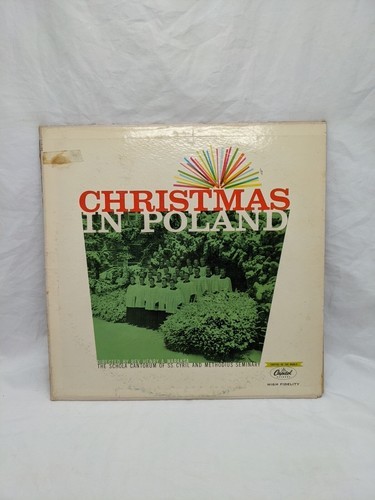 CHRISTMAS
IN POLAND
THE SCHOLA CANTORUM OF SS. CYRIL AND METHODIUS SEMINARY
Capitol
HIGH FIDELITY